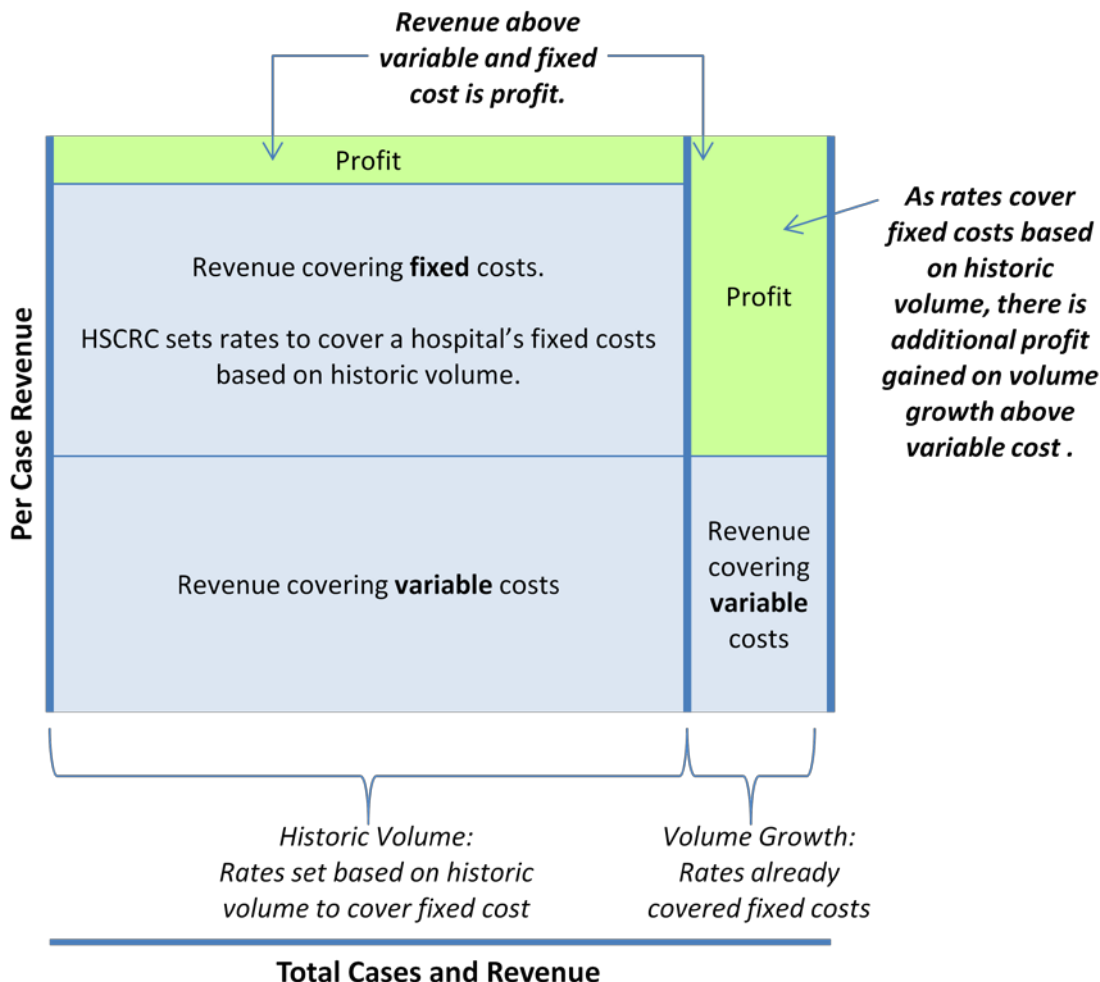 Revenue above
variable and fixed
cost is profit.
Profit
Revenue covering fixed costs.
HSCRC sets rates to cover a hospital’s fixed costs
based on historic volume.
Profit
As rates cover
fixed costs based
on historic
volume, there is
additional profit
gained on volume
growth above
variable cost .
Per Case Revenue
Revenue covering variable costs
Revenue
covering
variable
costs
Historic Volume:
Rates set based on historic
volume to cover fixed cost
Volume Growth:
Rates already
covered fixed costs
Total Cases and Revenue